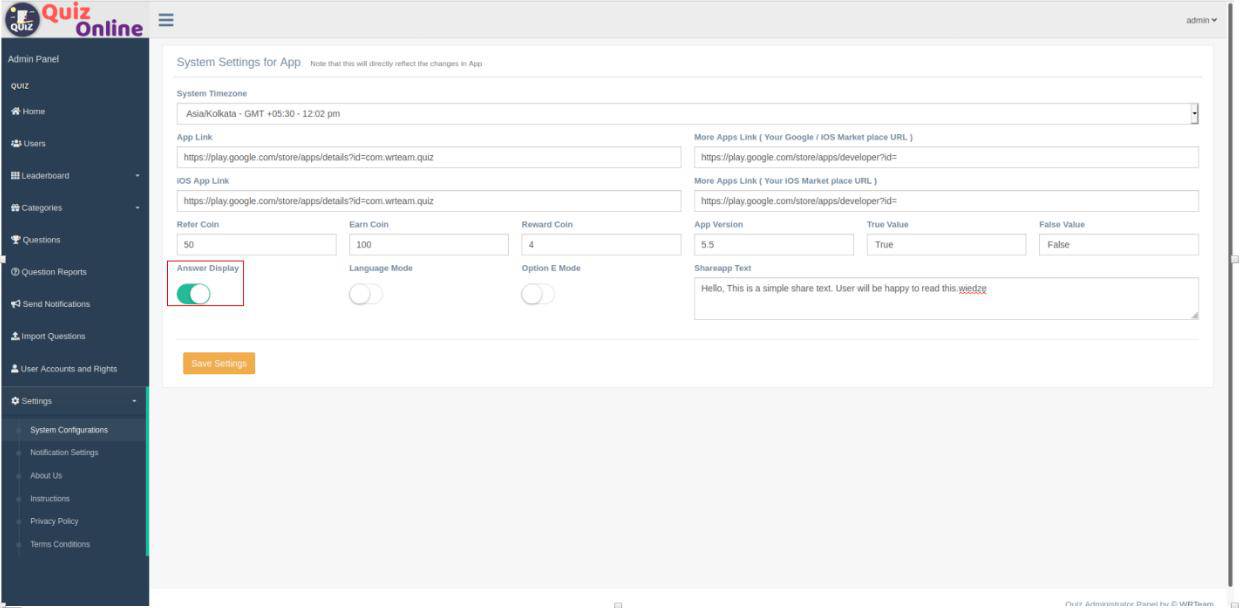 QUIZ
Quiz
Online
admin
Admin Panel
QUIZ
Home
Users
Leaderboard
Categories
Questions
Question Reports
Send Notifications
Import Questions
User Accounts and Rights
Settings
System Configurations
Notification Settings
About Us
Instructions
Privacy Policy
Terms Conditions
System Settings for App Note that this will directly reflect the changes in App
System Timezone
Asia/Kolkata - GMT +05:30 - 12:02 pm
App Link More Apps Link ( Your Google / iOS Market place URL )
https://play.google.com/store/apps/details?id=com.wrteam.quiz https://play.google.com/store/apps/developer?id=
iOS App Link More Apps Link ( Your iOS Market place URL )
https://play.google.com/store/apps/details?id=com.wrteam.quiz https://play.google.com/store/apps/developer?id=
Refer Coin Earn Coin Reward Coin App Version True Value False Value
50 100 4 5.5 True False
Answer Display Language Mode Option E Mode Shareapp Text
Hello, This is a simple share text. User will be happy to read this.wiedzę
Save Settings
Quiz Administrator Panel by © WRTeam